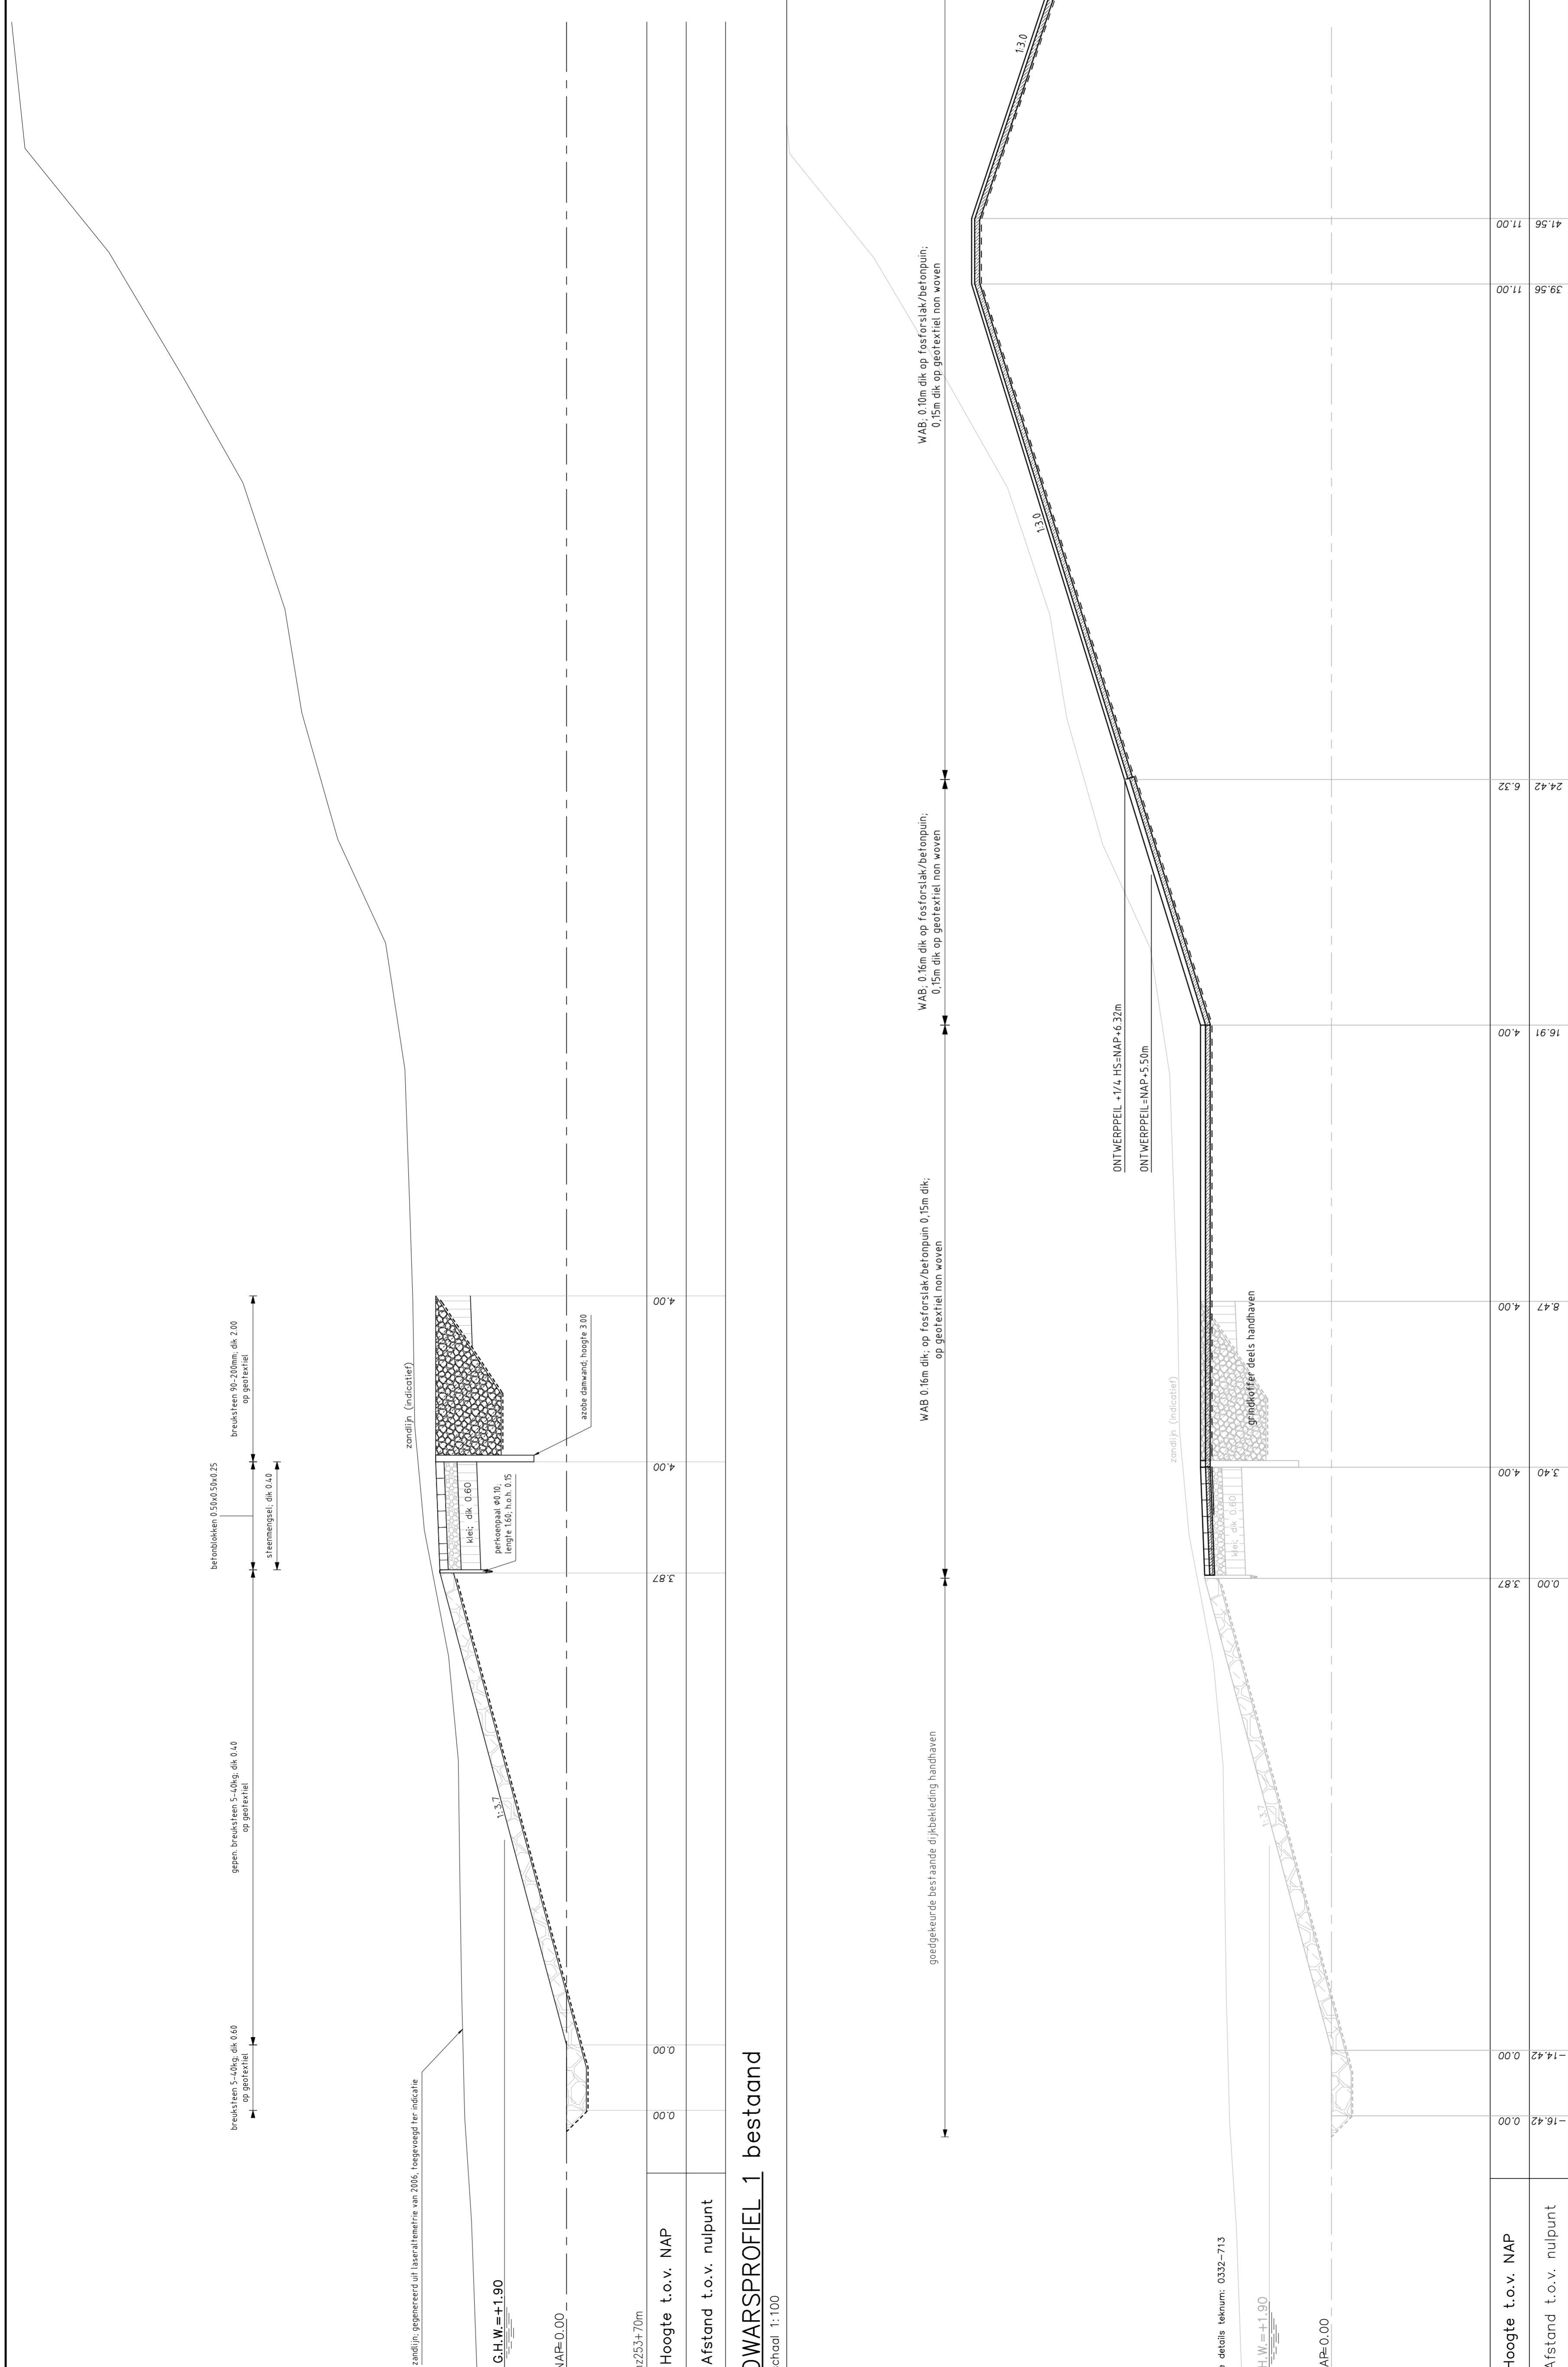 breuksteen 5-40kg; dik 0.60
op geotextiel
gepen. breuksteen 5-40kg; dik 0.40
op geotextiel
betonblokken 0.50x0.50x0.25
steenmengsel; dik 0.40
breuksteen 90-200mm; dik 2.00
op geotextiel
zandlijn; gegenereerd uit laseraltemetrie van 2006, toegevoegd ter indicatie
zandlijn (indicatief)
klei; dik 0.60
perkoenpaal Ø0.10,
lengte 1.60; h.o.h. 0.15
azobe damwand; hoogte 3.00
1:3.7
G.H.W.=+1.90
NAP=0.00
nz253+70m
Hoogte t.o.v. NAP
0.00
0.00
3.87
4.00
4.00
Afstand t.o.v. nulpunt
DWARSPROFIEL 1 bestaand
schaal 1:100
goedgekeurde bestaande dijkbekleding handhaven
WAB 0.16m dik; op fosforslak/betonpuin 0,15m dik;
op geotextiel non woven
WAB; 0.16m dik op fosforslak/betonpuin;
0,15m dik op geotextiel non woven
WAB; 0.10m dik op fosforslak/betonpuin;
0,15m dik op geotextiel non woven
1:3.0
1:3.0
ONTWERPPEIL +1/4 HS=NAP+6.32m
ONTWERPPEIL=NAP+5.50m
zandlijn (indicatief)
klei; dik 0.60
grindkoffer deels handhaven
1:3.7
e details teknum: 0332-713
H.W.=+1.90
AP=0.00
Hoogte t.o.v. NAP
0.00
0.00
3.87
4.00
4.00
4.00
6.32
11.00
11.00
Afstand t.o.v. nulpunt
-16.42
-14.42
0.00
3.40
8.47
16.91
24.42
39.56
41.56